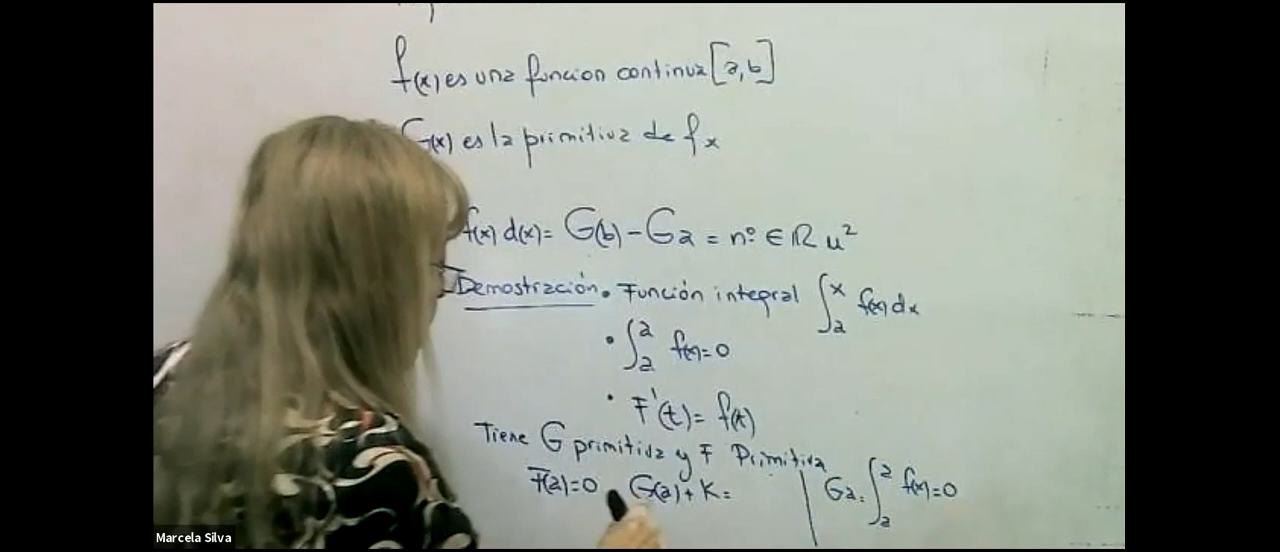 f(x) es una funcion continua [a,b]
G(x) es la primitiva de f x
f(x) d(x) = G(b) - Ga = nº ∈ ℝ u²
Demostración. Función integral ∫ₐˣ f(x) dx
• ∫ₐᵃ f(x)=0
• F'(t) = f(t)
Tiene G primitiva y F Primitiva
F(a)=0 G(a)+K= | Ga = ∫ₐᵃ f(x)=0
Marcela Silva